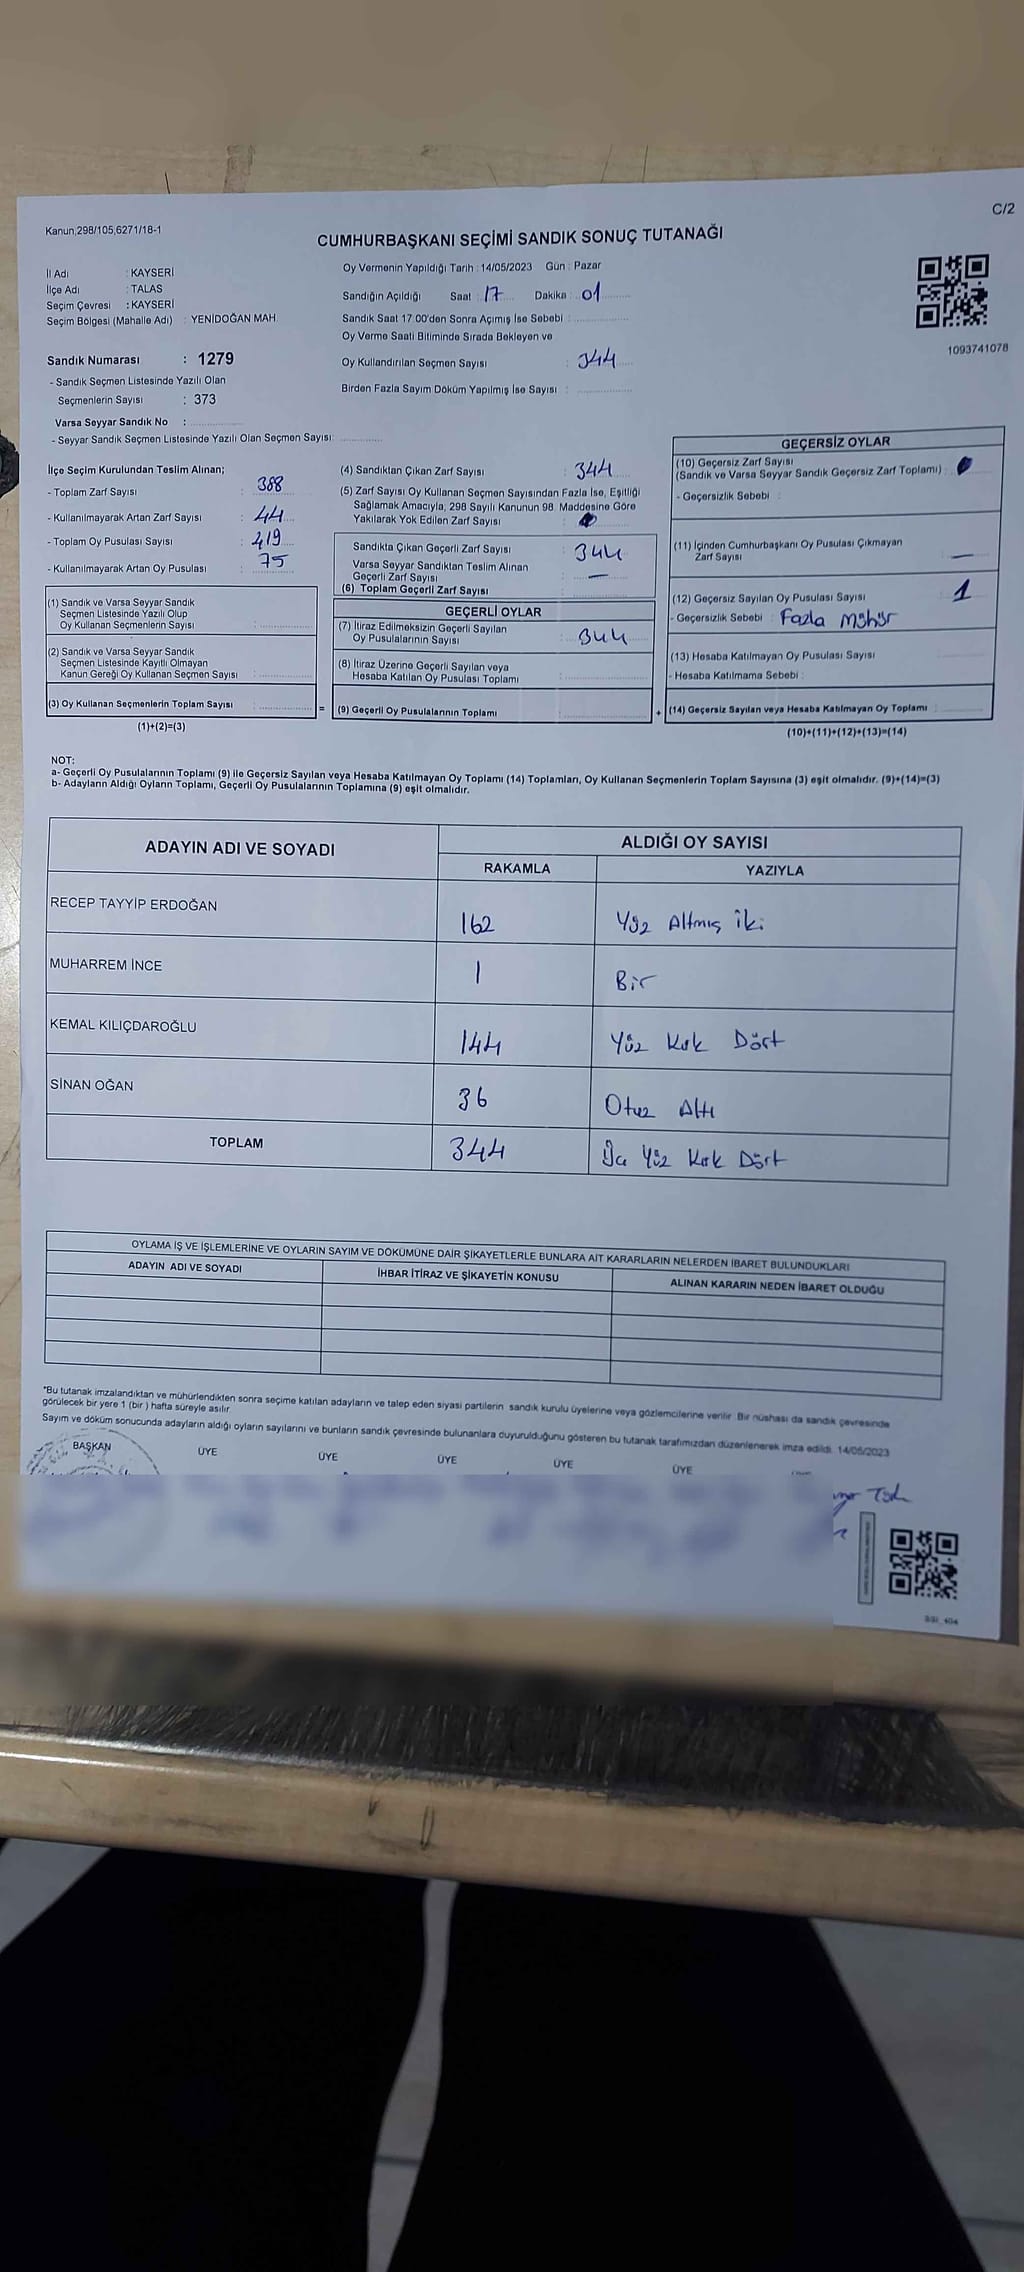 C/2
Kanun,298/105,6271/18-1
CUMHURBAŞKANI SEÇİMİ SANDIK SONUÇ TUTANAĞI
İl Adı : KAYSERİ
İlçe Adı : TALAS
Seçim Çevresi : KAYSERİ
Seçim Bölgesi (Mahalle Adı) : YENİDOĞAN MAH.
Oy Vermenin Yapıldığı Tarih : 14/05/2023 Gün : Pazar
Sandığın Açıldığı Saat : 17 Dakika : 01
Sandık Saat 17:00'den Sonra Açımış İse Sebebi :
Oy Verme Saati Bitiminde Sırada Bekleyen ve
Oy Kullandırılan Seçmen Sayısı : 344
Birden Fazla Sayım Döküm Yapılmış İse Sayısı :
1093741078
Sandık Numarası : 1279
- Sandık Seçmen Listesinde Yazılı Olan
Seçmenlerin Sayısı : 373
Varsa Seyyar Sandık No :
- Seyyar Sandık Seçmen Listesinde Yazılı Olan Seçmen Sayısı:
İlçe Seçim Kurulundan Teslim Alınan;
- Toplam Zarf Sayısı : 388
- Kullanılmayarak Artan Zarf Sayısı : 44
- Toplam Oy Pusulası Sayısı : 419
- Kullanılmayarak Artan Oy Pusulası : 75
(1) Sandık ve Varsa Seyyar Sandık
Seçmen Listesinde Yazılı Olup
Oy Kullanan Seçmenlerin Sayısı :
(2) Sandık ve Varsa Seyyar Sandık
Seçmen Listesinde Kayıtlı Olmayan
Kanun Gereği Oy Kullanan Seçmen Sayısı :
(3) Oy Kullanan Seçmenlerin Toplam Sayısı :
(1)+(2)=(3)
=
(4) Sandıktan Çıkan Zarf Sayısı : 344
(5) Zarf Sayısı Oy Kullanan Seçmen Sayısından Fazla İse, Eşitliği
Sağlamak Amacıyla, 298 Sayılı Kanunun 98. Maddesine Göre
Yakılarak Yok Edilen Zarf Sayısı :
Sandıkta Çıkan Geçerli Zarf Sayısı : 344
Varsa Seyyar Sandıktan Teslim Alınan
Geçerli Zarf Sayısı : —
(6) Toplam Geçerli Zarf Sayısı :
GEÇERLİ OYLAR
(7) İtiraz Edilmeksizin Geçerli Sayılan
Oy Pusulalarının Sayısı : 344
(8) İtiraz Üzerine Geçerli Sayılan veya
Hesaba Katılan Oy Pusulası Toplamı :
(9) Geçerli Oy Pusulalarının Toplamı :
+
GEÇERSİZ OYLAR
(10) Geçersiz Zarf Sayısı
(Sandık ve Varsa Seyyar Sandık Geçersiz Zarf Toplamı) :
- Geçersizlik Sebebi :
(11) İçinden Cumhurbaşkanı Oy Pusulası Çıkmayan
Zarf Sayısı : —
(12) Geçersiz Sayılan Oy Pusulası Sayısı : 1
- Geçersizlik Sebebi : Fazla Mühür
(13) Hesaba Katılmayan Oy Pusulası Sayısı :
- Hesaba Katılmama Sebebi :
(14) Geçersiz Sayılan veya Hesaba Katılmayan Oy Toplamı :
(10)+(11)+(12)+(13)=(14)
NOT:
a- Geçerli Oy Pusulalarının Toplamı (9) ile Geçersiz Sayılan veya Hesaba Katılmayan Oy Toplamı (14) Toplamları, Oy Kullanan Seçmenlerin Toplam Sayısına (3) eşit olmalıdır. (9)+(14)=(3)
b- Adayların Aldığı Oyların Toplamı, Geçerli Oy Pusulalarının Toplamına (9) eşit olmalıdır.
ADAYIN ADI VE SOYADI ALDIĞI OY SAYISI
RAKAMLA YAZIYLA
RECEP TAYYİP ERDOĞAN 162 Yüz Altmış iki
MUHARREM İNCE 1 Bir
KEMAL KILIÇDAROĞLU 144 Yüz Kırk Dört
SİNAN OĞAN 36 Otuz Altı
TOPLAM 344 Üç Yüz Kırk Dört
OYLAMA İŞ VE İŞLEMLERİNE VE OYLARIN SAYIM VE DÖKÜMÜNE DAİR ŞİKAYETLERLE BUNLARA AİT KARARLARIN NELERDEN İBARET BULUNDUKLARI
ADAYIN ADI VE SOYADI İHBAR İTİRAZ VE ŞİKAYETİN KONUSU ALINAN KARARIN NEDEN İBARET OLDUĞU
*Bu tutanak imzalandıktan ve mühürlendikten sonra seçime katılan adayların ve talep eden siyasi partilerin sandık kurulu üyelerine veya gözlemcilerine verilir. Bir nüshası da sandık çevresinde
görülecek bir yere 1 (bir ) hafta süreyle asılır.
Sayım ve döküm sonucunda adayların aldığı oyların sayılarını ve bunların sandık çevresinde bulunanlara duyurulduğunu gösteren bu tutanak tarafımızdan düzenlenerek imza edildi. 14/05/2023
BAŞKAN ÜYE ÜYE ÜYE ÜYE ÜYE